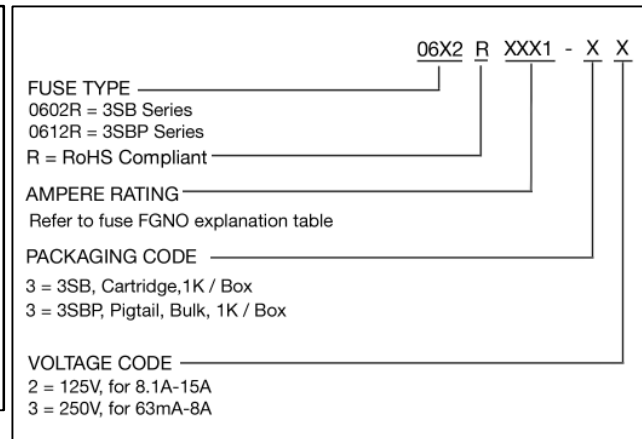 06X2 R XXX1 - X X
FUSE TYPE
0602R = 3SB Series
0612R = 3SBP Series
R = RoHS Compliant
AMPERE RATING
Refer to fuse FGNO explanation table
PACKAGING CODE
3 = 3SB, Cartridge,1K / Box
3 = 3SBP, Pigtail, Bulk, 1K / Box
VOLTAGE CODE
2 = 125V, for 8.1A-15A
3 = 250V, for 63mA-8A